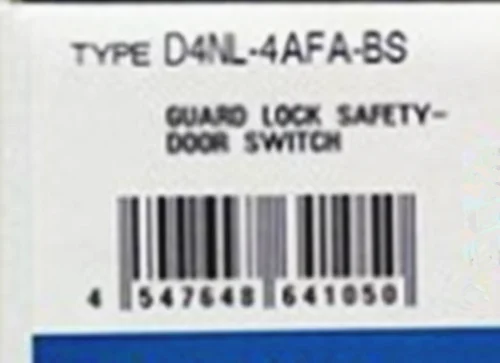 TYPE D4NL-4AFA-BS
GUARD LOCK SAFETY-
DOOR SWITCH
4 547648 641050